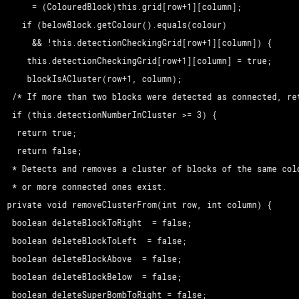 = (ColouredBlock)this.grid[row+1][column];
if (belowBlock.getColour().equals(colour)
&& !this.detectionCheckingGrid[row+1][column]) {
this.detectionCheckingGrid[row+1][column] = true;
blockIsACluster(row+1, column);
/* If more than two blocks were detected as connected, ret
if (this.detectionNumberInCluster >= 3) {
return true;
return false;
* Detects and removes a cluster of blocks of the same colo
* or more connected ones exist.
private void removeClusterFrom(int row, int column) {
boolean deleteBlockToRight = false;
boolean deleteBlockToLeft = false;
boolean deleteBlockAbove = false;
boolean deleteBlockBelow = false;
boolean deleteSuperBombToRight = false;